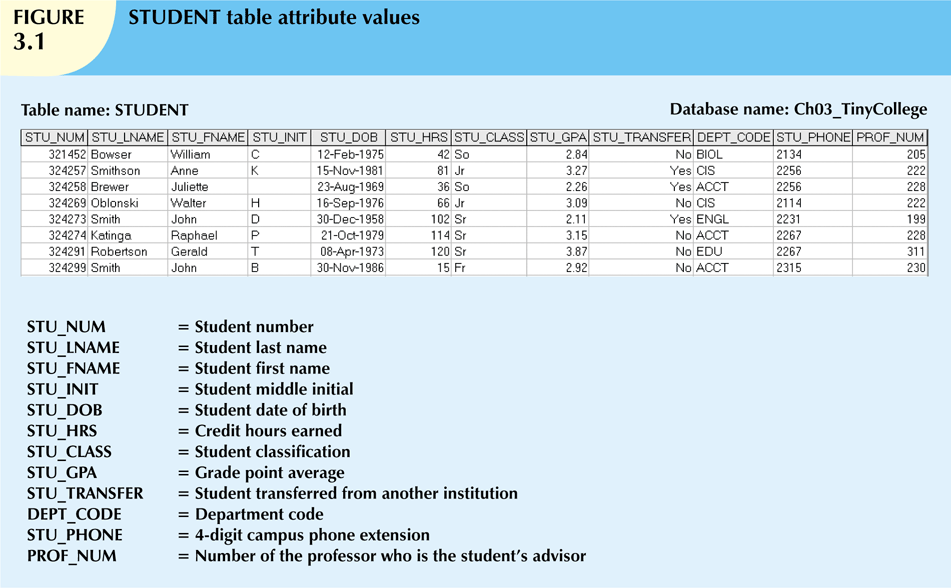 FIGURE 3.1
STUDENT table attribute values
Table name: STUDENT
Database name: Ch03_TinyCollege
STU_NUM STU_LNAME STU_FNAME STU_INIT STU_DOB STU_HRS STU_CLASS STU_GPA STU_TRANSFER DEPT_CODE STU_PHONE PROF_NUM
321452 Bowser William C 12-Feb-1975 42 So 2.84 No BIOL 2134 205
324257 Smithson Anne K 15-Nov-1981 81 Jr 3.27 Yes CIS 2256 222
324258 Brewer Juliette 23-Aug-1969 36 So 2.26 Yes ACCT 2256 228
324269 Oblonski Walter H 16-Sep-1976 66 Jr 3.09 No CIS 2114 222
324273 Smith John D 30-Dec-1958 102 Sr 2.11 Yes ENGL 2231 199
324274 Katinga Raphael P 21-Oct-1979 114 Sr 3.15 No ACCT 2267 228
324291 Robertson Gerald T 08-Apr-1973 120 Sr 3.87 No EDU 2267 311
324299 Smith John B 30-Nov-1986 15 Fr 2.92 No ACCT 2315 230
STU_NUM = Student number
STU_LNAME = Student last name
STU_FNAME = Student first name
STU_INIT = Student middle initial
STU_DOB = Student date of birth
STU_HRS = Credit hours earned
STU_CLASS = Student classification
STU_GPA = Grade point average
STU_TRANSFER = Student transferred from another institution
DEPT_CODE = Department code
STU_PHONE = 4-digit campus phone extension
PROF_NUM = Number of the professor who is the student's advisor